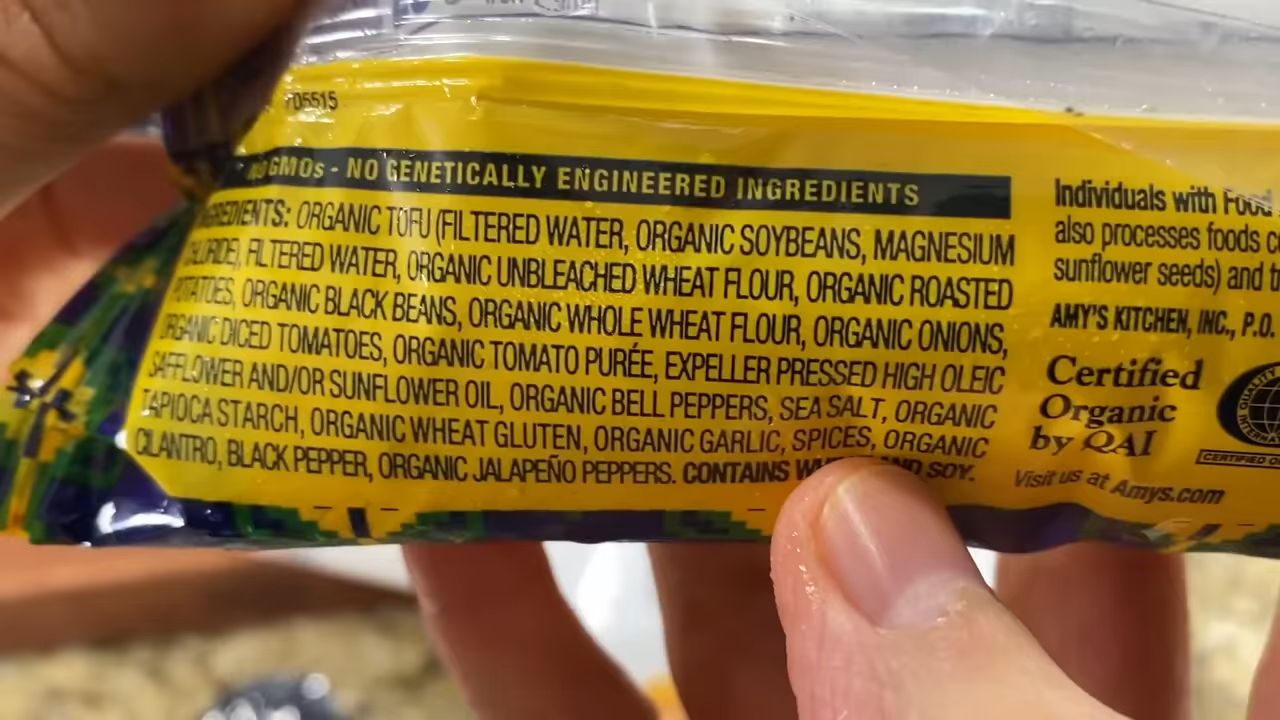 705515
No GMOs - NO GENETICALLY ENGINEERED INGREDIENTS
INGREDIENTS: ORGANIC TOFU (FILTERED WATER, ORGANIC SOYBEANS, MAGNESIUM
CHLORIDE), FILTERED WATER, ORGANIC UNBLEACHED WHEAT FLOUR, ORGANIC ROASTED
POTATOES, ORGANIC BLACK BEANS, ORGANIC WHOLE WHEAT FLOUR, ORGANIC ONIONS,
ORGANIC DICED TOMATOES, ORGANIC TOMATO PURÉE, EXPELLER PRESSED HIGH OLEIC
SAFFLOWER AND/OR SUNFLOWER OIL, ORGANIC BELL PEPPERS, SEA SALT, ORGANIC
TAPIOCA STARCH, ORGANIC WHEAT GLUTEN, ORGANIC GARLIC, SPICES, ORGANIC
CILANTRO, BLACK PEPPER, ORGANIC JALAPEÑO PEPPERS. CONTAINS WHEAT AND SOY.
Individuals with Food
also processes foods
sunflower seeds) and
AMY'S KITCHEN, INC., P.O.
Certified
Organic
by QAI
CERTIFIED
Visit us at Amys.com